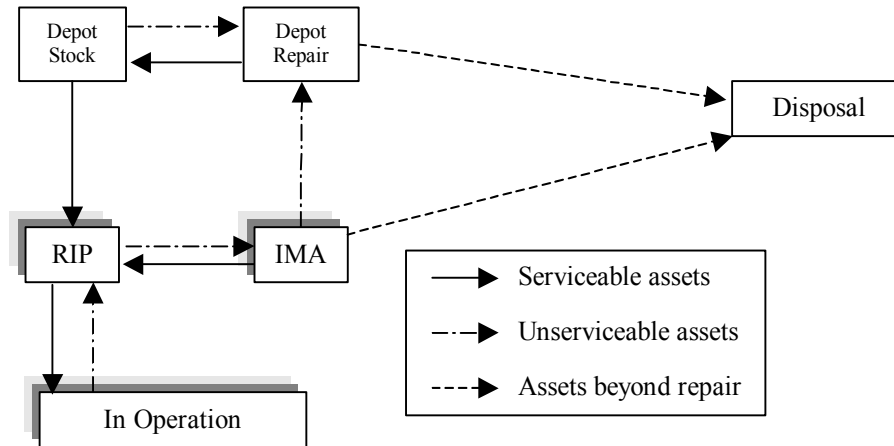 Depot
Stock
Depot
Repair
Disposal
RIP
IMA
Serviceable assets
Unserviceable assets
Assets beyond repair
In Operation